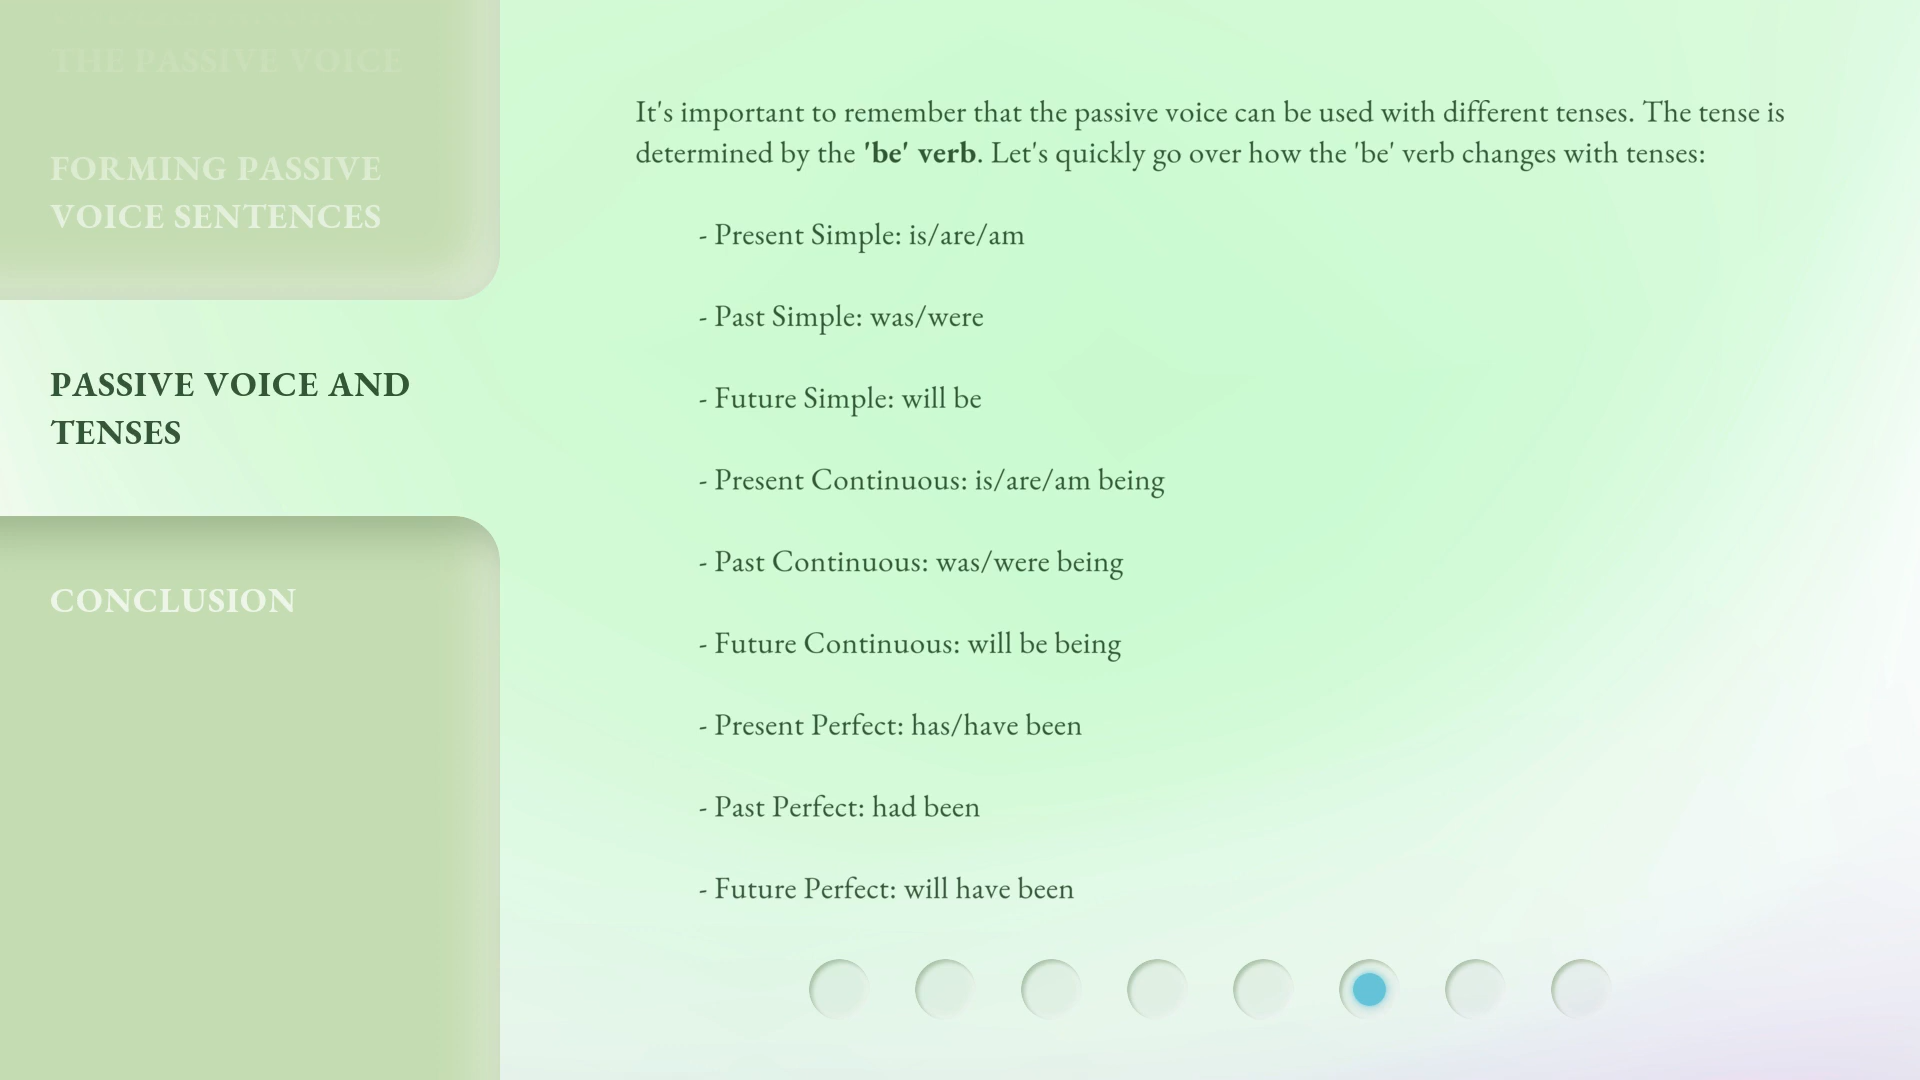 THE PASSIVE VOICE
FORMING PASSIVE
VOICE SENTENCES
PASSIVE VOICE AND
TENSES
CONCLUSION
It's important to remember that the passive voice can be used with different tenses. The tense is
determined by the 'be' verb. Let's quickly go over how the 'be' verb changes with tenses:
- Present Simple: is/are/am
- Past Simple: was/were
- Future Simple: will be
- Present Continuous: is/are/am being
- Past Continuous: was/were being
- Future Continuous: will be being
- Present Perfect: has/have been
- Past Perfect: had been
- Future Perfect: will have been